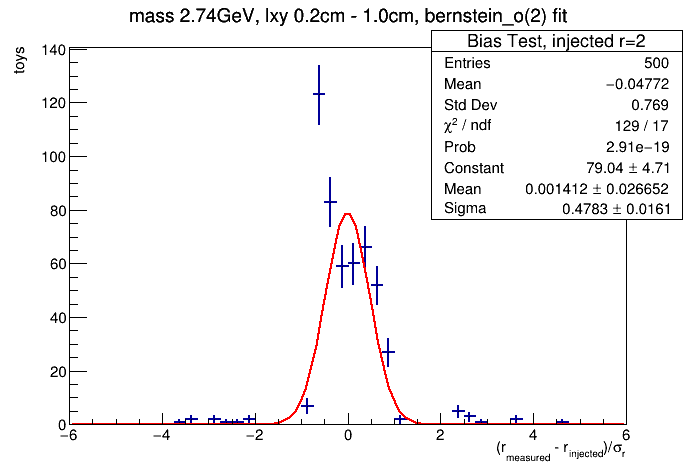 mass 2.74GeV, lxy 0.2cm - 1.0cm, bernstein_o(2) fit
toys
Bias Test, injected r=2
Entries 500
Mean −0.04772
Std Dev 0.769
χ² / ndf 129 / 17
Prob 2.91e−19
Constant 79.04 ± 4.71
Mean 0.001412 ± 0.026652
Sigma 0.4783 ± 0.0161
140
120
100
80
60
40
20
0
−6 −4 −2 0 2 4 6
(r_measured - r_injected)/σ_r